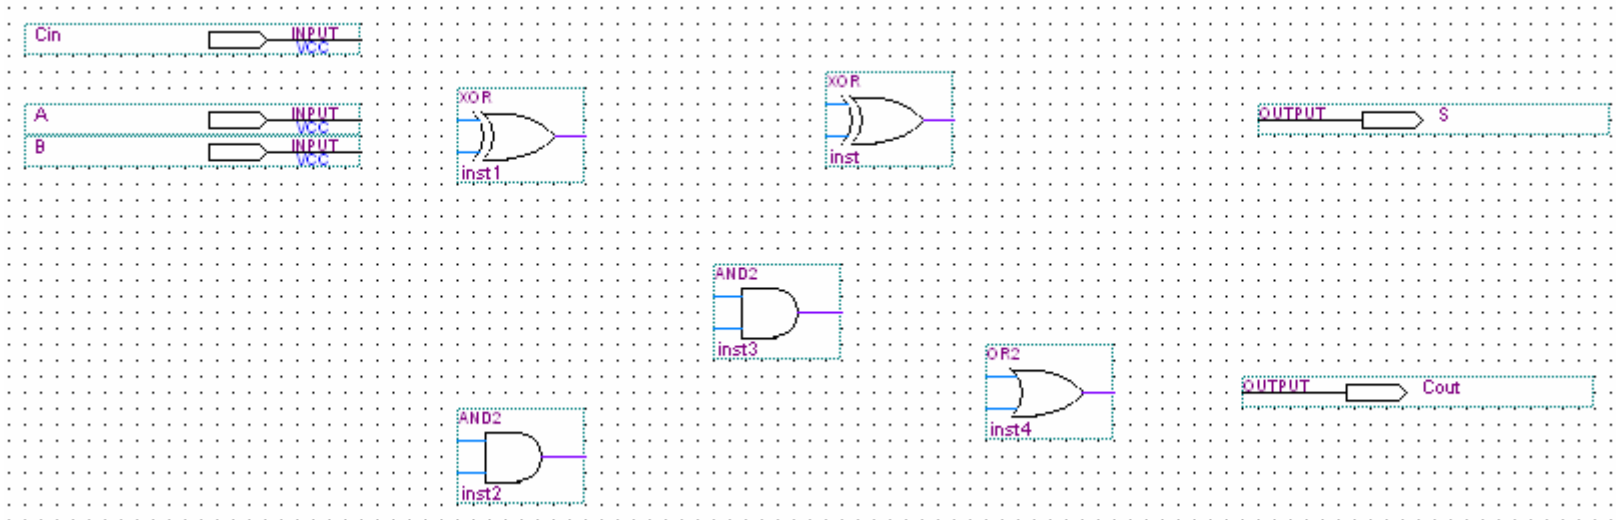 Cin INPUT
VCC
A INPUT
VCC
B INPUT
VCC
XOR
inst1
XOR
inst
OUTPUT S
AND2
inst3
OR2
inst4
OUTPUT Cout
AND2
inst2